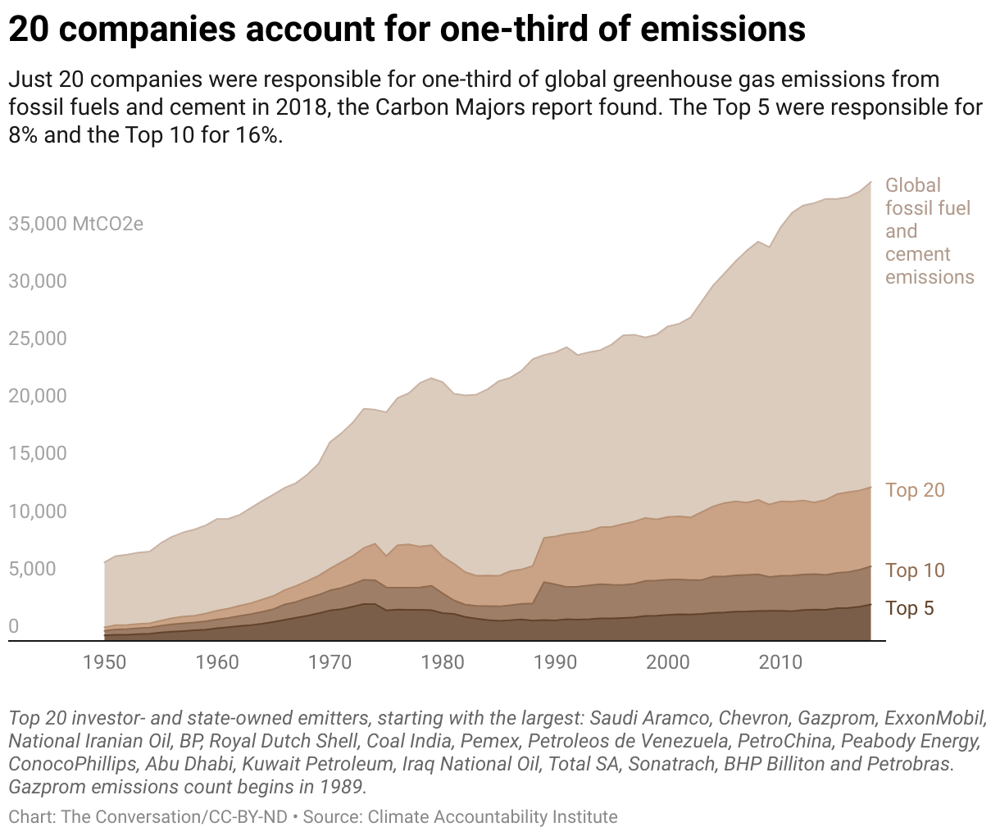 20 companies account for one-third of emissions
Just 20 companies were responsible for one-third of global greenhouse gas emissions from
fossil fuels and cement in 2018, the Carbon Majors report found. The Top 5 were responsible for
8% and the Top 10 for 16%.
Global
fossil fuel
and
cement
emissions
35,000 MtCO2e
30,000
25,000
20,000
15,000
10,000
5,000
0
Top 20
Top 10
Top 5
1950
1960
1970
1980
1990
2000
2010
Top 20 investor- and state-owned emitters, starting with the largest: Saudi Aramco, Chevron, Gazprom, ExxonMobil,
National Iranian Oil, BP, Royal Dutch Shell, Coal India, Pemex, Petroleos de Venezuela, PetroChina, Peabody Energy,
ConocoPhillips, Abu Dhabi, Kuwait Petroleum, Iraq National Oil, Total SA, Sonatrach, BHP Billiton and Petrobras.
Gazprom emissions count begins in 1989.
Chart: The Conversation/CC-BY-ND • Source: Climate Accountability Institute